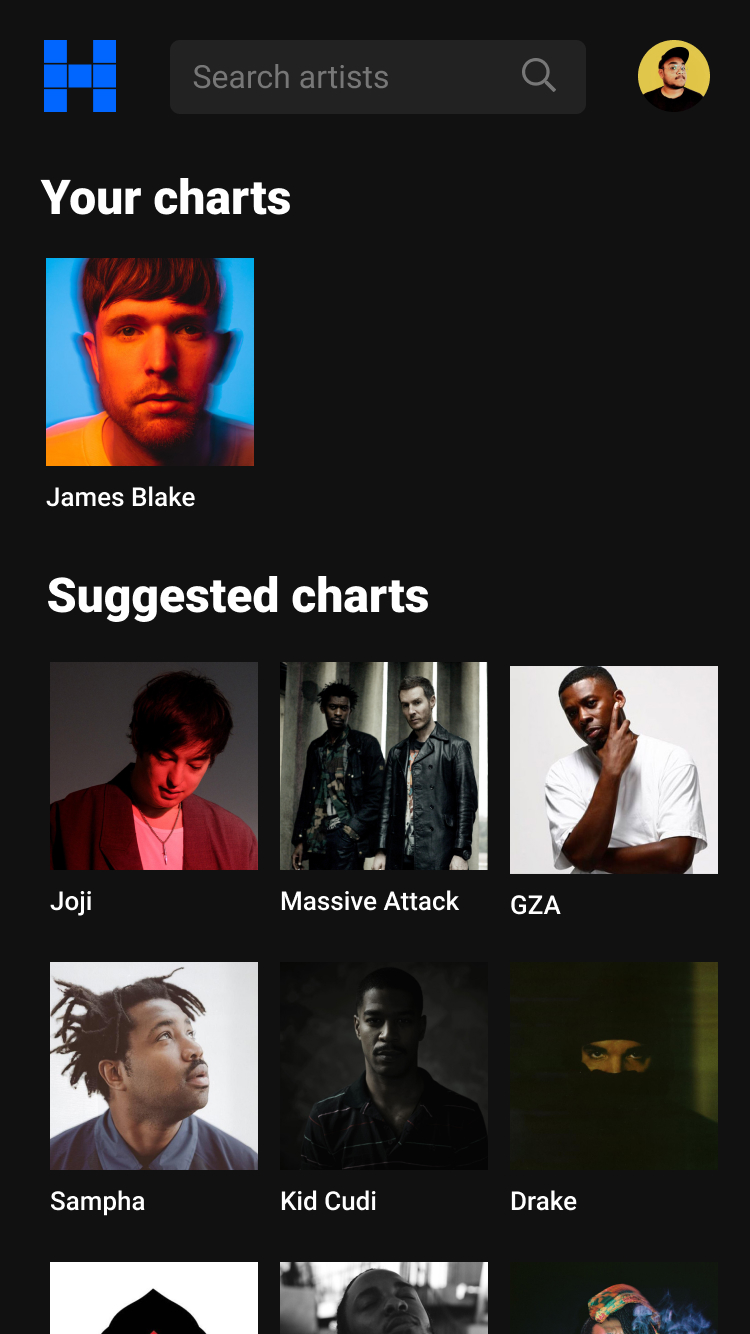 Search artists
Your charts
James Blake
Suggested charts
Joji
Massive Attack
GZA
Sampha
Kid Cudi
Drake